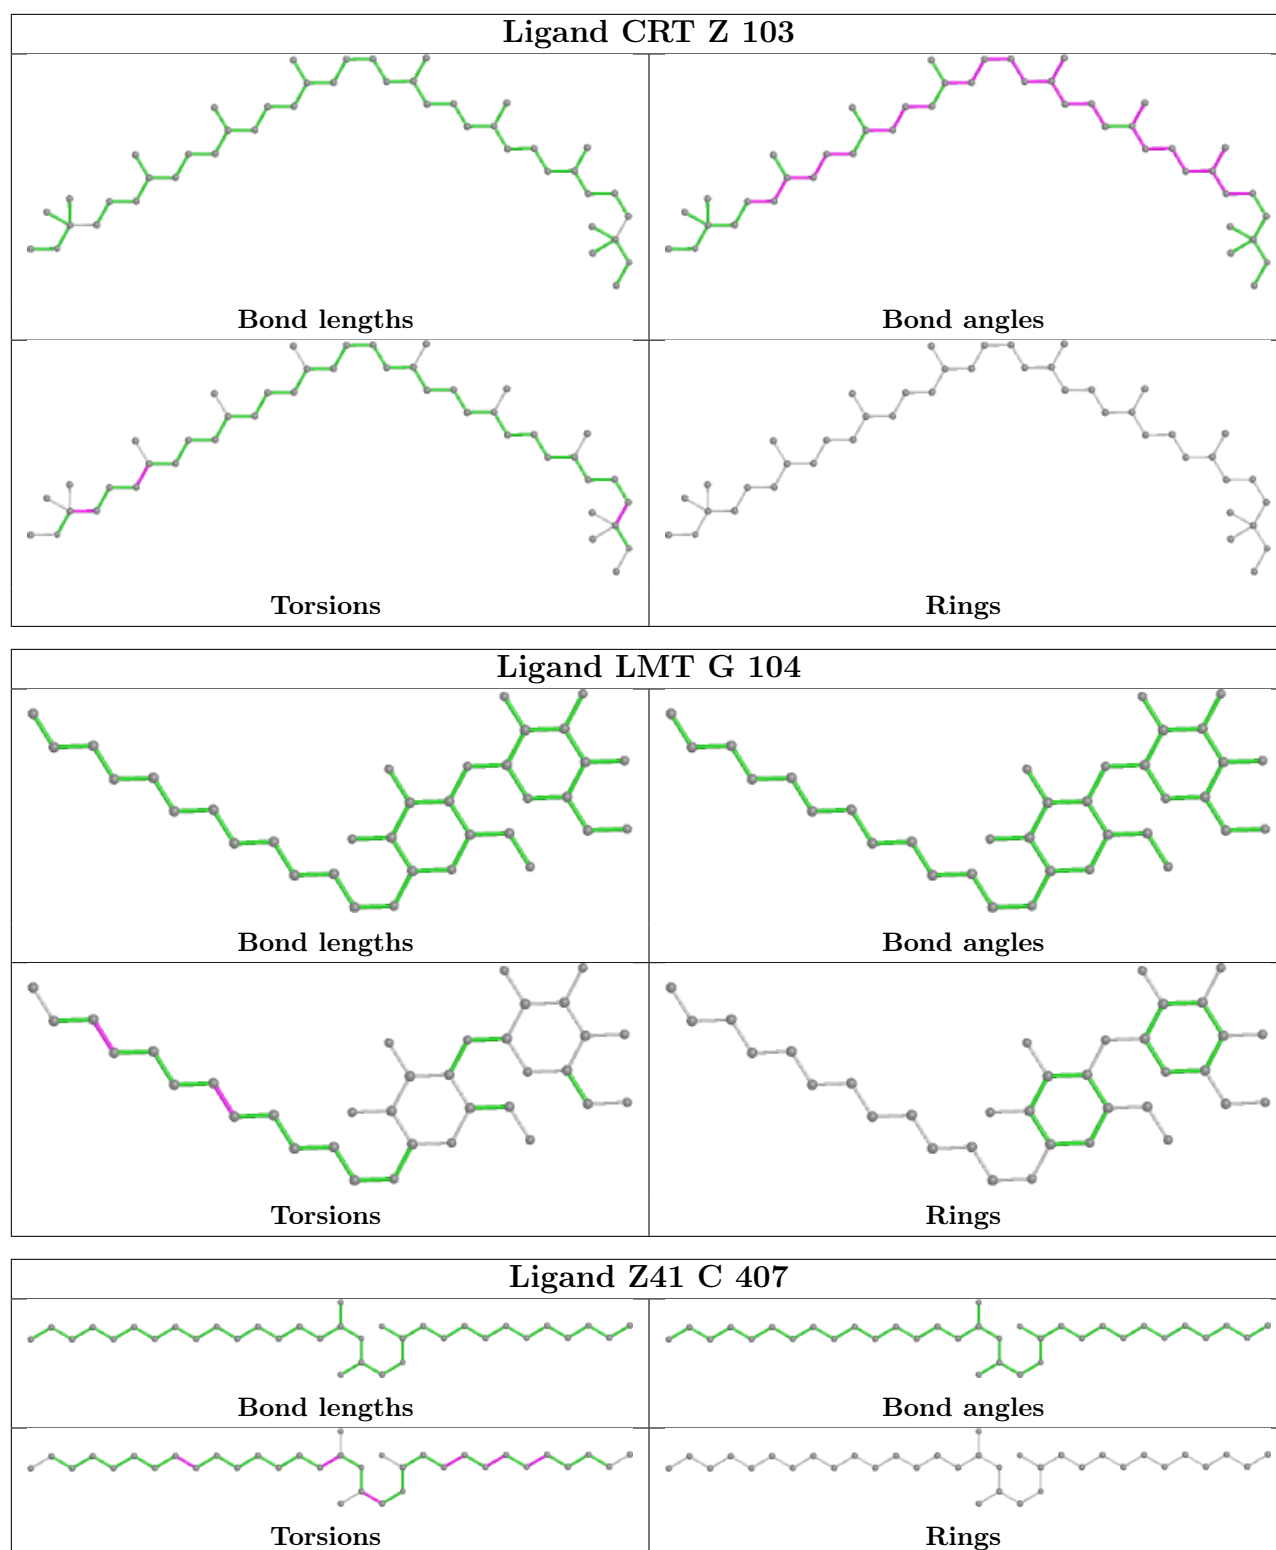 Ligand CRT Z 103
Bond lengths
Bond angles
Torsions
Rings
Ligand LMT G 104
Bond lengths
Bond angles
Torsions
Rings
Ligand Z41 C 407
Bond lengths
Bond angles
Torsions
Rings